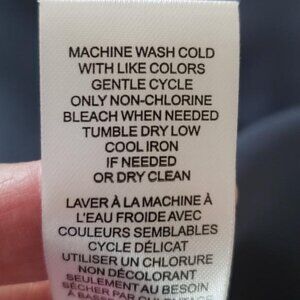 MACHINE WASH COLD
WITH LIKE COLORS
GENTLE CYCLE
ONLY NON-CHLORINE
BLEACH WHEN NEEDED
TUMBLE DRY LOW
COOL IRON
IF NEEDED
OR DRY CLEAN
LAVER À LA MACHINE À
L'EAU FROIDE AVEC
COULEURS SEMBLABLES
CYCLE DÉLICAT
UTILISER UN CHLORURE
NON DÉCOLORANT
SEULEMENT AU BESOIN
SÉCHER PAR CULBUTAGE